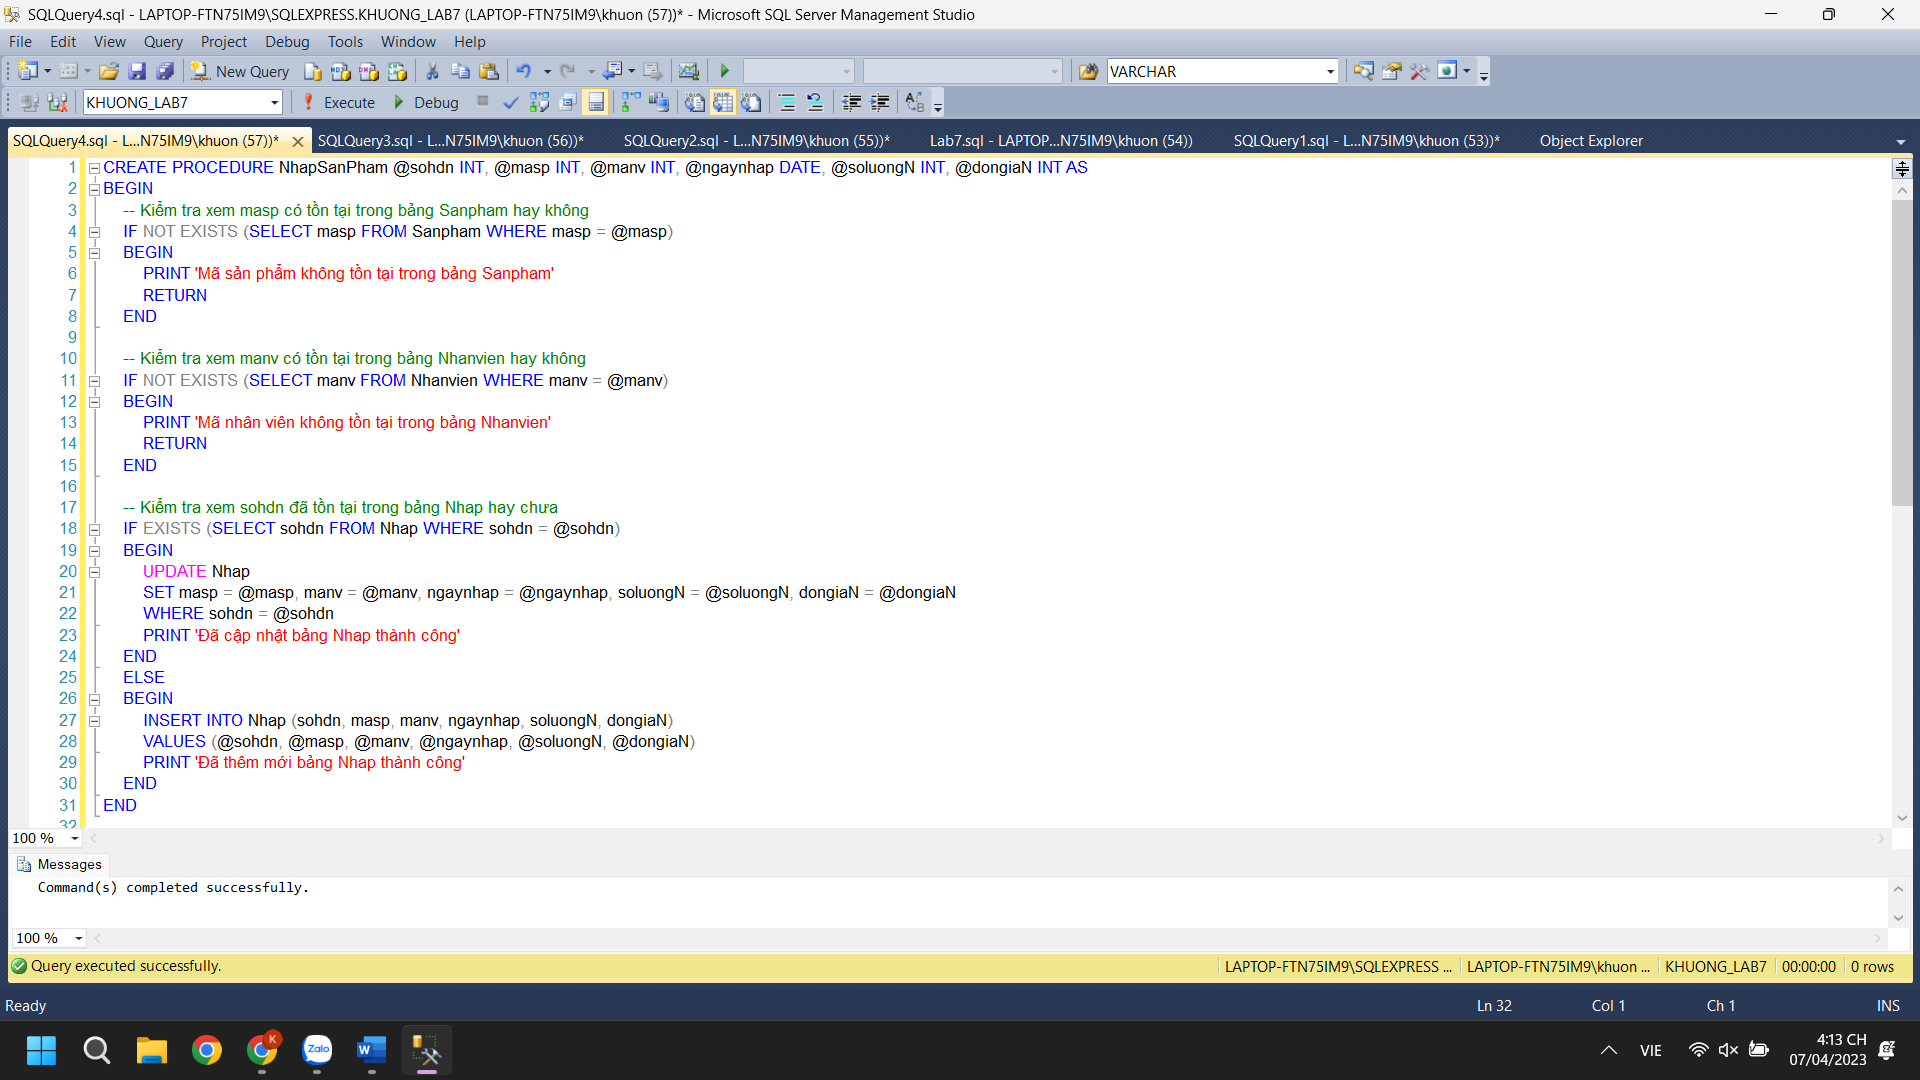 SQLQuery4.sql - LAPTOP-FTN75IM9\SQLEXPRESS.KHUONG_LAB7 (LAPTOP-FTN75IM9\khuon (57))* - Microsoft SQL Server Management Studio
File Edit View Query Project Debug Tools Window Help
New Query VARCHAR
KHUONG_LAB7 Execute Debug
SQLQuery4.sql - L...N75IM9\khuon (57))* SQLQuery3.sql - L...N75IM9\khuon (56))* SQLQuery2.sql - L...N75IM9\khuon (55))* Lab7.sql - LAPTOP...N75IM9\khuon (54)) SQLQuery1.sql - L...N75IM9\khuon (53))* Object Explorer
1 CREATE PROCEDURE NhapSanPham @sohdn INT, @masp INT, @manv INT, @ngaynhap DATE, @soluongN INT, @dongiaN INT AS
2 BEGIN
3 -- Kiểm tra xem masp có tồn tại trong bảng Sanpham hay không
4 IF NOT EXISTS (SELECT masp FROM Sanpham WHERE masp = @masp)
5 BEGIN
6 PRINT 'Mã sản phẩm không tồn tại trong bảng Sanpham'
7 RETURN
8 END
9
10 -- Kiểm tra xem manv có tồn tại trong bảng Nhanvien hay không
11 IF NOT EXISTS (SELECT manv FROM Nhanvien WHERE manv = @manv)
12 BEGIN
13 PRINT 'Mã nhân viên không tồn tại trong bảng Nhanvien'
14 RETURN
15 END
16
17 -- Kiểm tra xem sohdn đã tồn tại trong bảng Nhap hay chưa
18 IF EXISTS (SELECT sohdn FROM Nhap WHERE sohdn = @sohdn)
19 BEGIN
20 UPDATE Nhap
21 SET masp = @masp, manv = @manv, ngaynhap = @ngaynhap, soluongN = @soluongN, dongiaN = @dongiaN
22 WHERE sohdn = @sohdn
23 PRINT 'Đã cập nhật bảng Nhap thành công'
24 END
25 ELSE
26 BEGIN
27 INSERT INTO Nhap (sohdn, masp, manv, ngaynhap, soluongN, dongiaN)
28 VALUES (@sohdn, @masp, @manv, @ngaynhap, @soluongN, @dongiaN)
29 PRINT 'Đã thêm mới bảng Nhap thành công'
30 END
31 END
32
100 %
Messages
Command(s) completed successfully.
100 %
Query executed successfully. LAPTOP-FTN75IM9\SQLEXPRESS ... LAPTOP-FTN75IM9\khuon ... KHUONG_LAB7 00:00:00 0 rows
Ready Ln 32 Col 1 Ch 1 INS
K Zalo W VIE 4:13 CH
07/04/2023